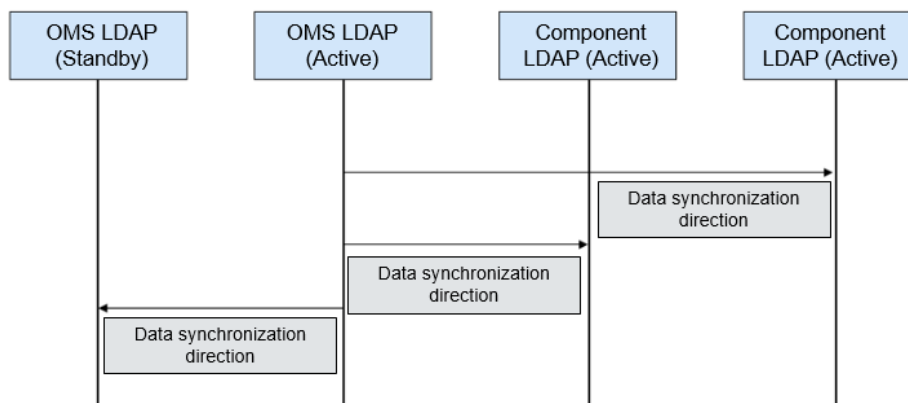 OMS LDAP
(Standby)
OMS LDAP
(Active)
Component
LDAP (Active)
Component
LDAP (Active)
Data synchronization
direction
Data synchronization
direction
Data synchronization
direction